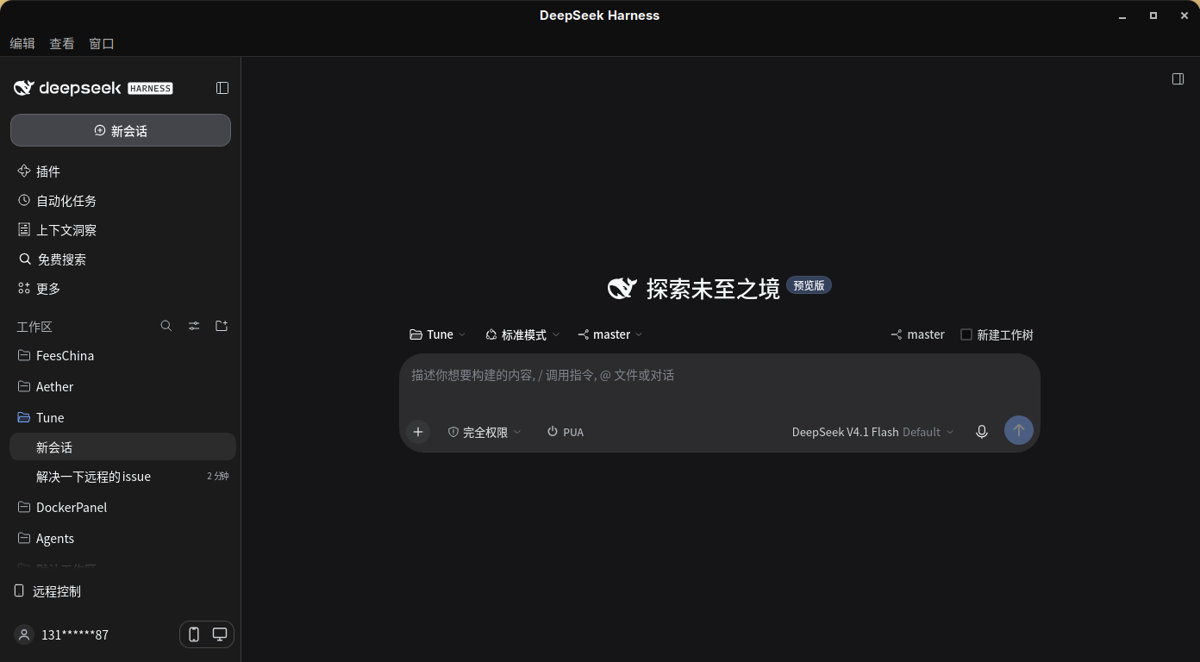 DeepSeek Harness
编辑 查看 窗口
deepseek HARNESS
新会话
插件
自动化任务
上下文洞察
免费搜索
更多
工作区
FeesChina
Aether
Tune
新会话
解决一下远程的issue 2 分钟
DockerPanel
Agents
远程控制
131******87
探索未至之境 预览版
Tune 标准模式 master master 新建工作树
描述你想要构建的内容, / 调用指令, @ 文件或对话
完全权限 PUA DeepSeek V4.1 Flash Default